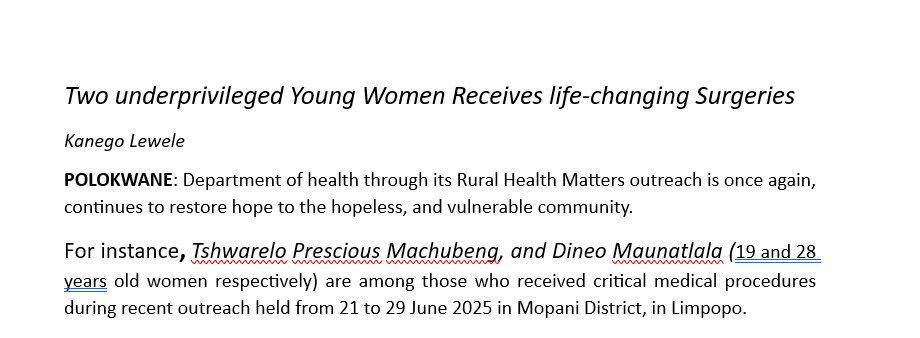 Two underprivileged Young Women Receives life-changing Surgeries
Kanego Lewele
POLOKWANE: Department of health through its Rural Health Matters outreach is once again,
continues to restore hope to the hopeless, and vulnerable community.
For instance, Tshwarelo Prescious Machubeng, and Dineo Maunatlala (19 and 28
years old women respectively) are among those who received critical medical procedures
during recent outreach held from 21 to 29 June 2025 in Mopani District, in Limpopo.